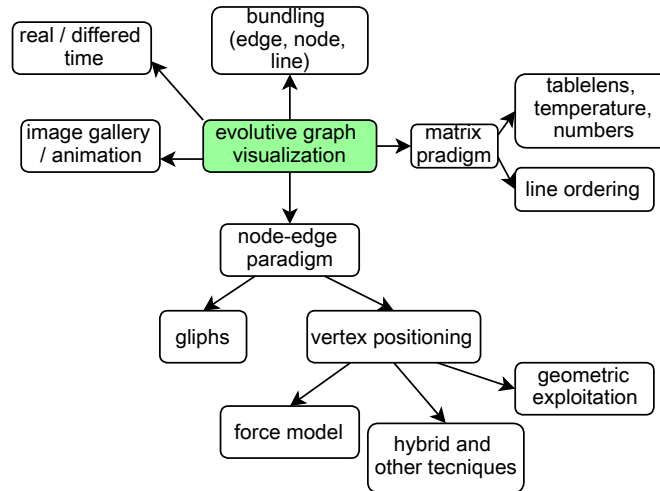 real / differed
time
bundling
(edge, node,
line)
tablelens,
temperature,
numbers
image gallery
/ animation
evolutive graph
visualization
matrix
pradigm
line ordering
node-edge
paradigm
gliphs
vertex positioning
geometric
exploitation
force model
hybrid and
other tecniques